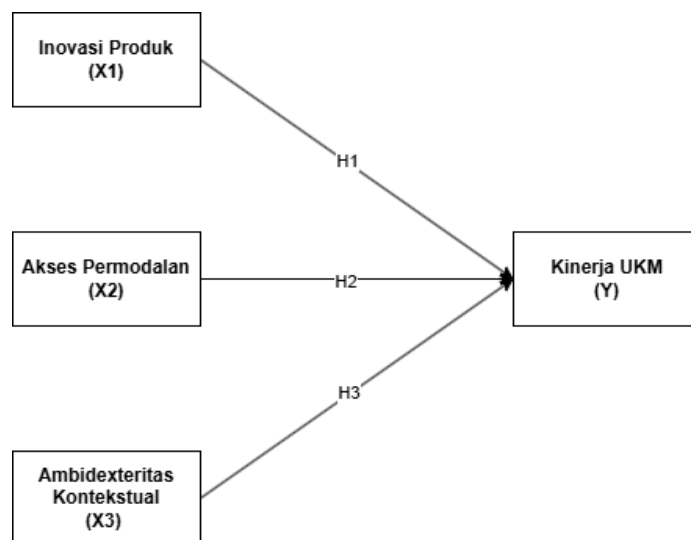 Inovasi Produk
(X1)
H1
Akses Permodalan
(X2)
H2
Kinerja UKM
(Y)
H3
Ambidexteritas
Kontekstual
(X3)